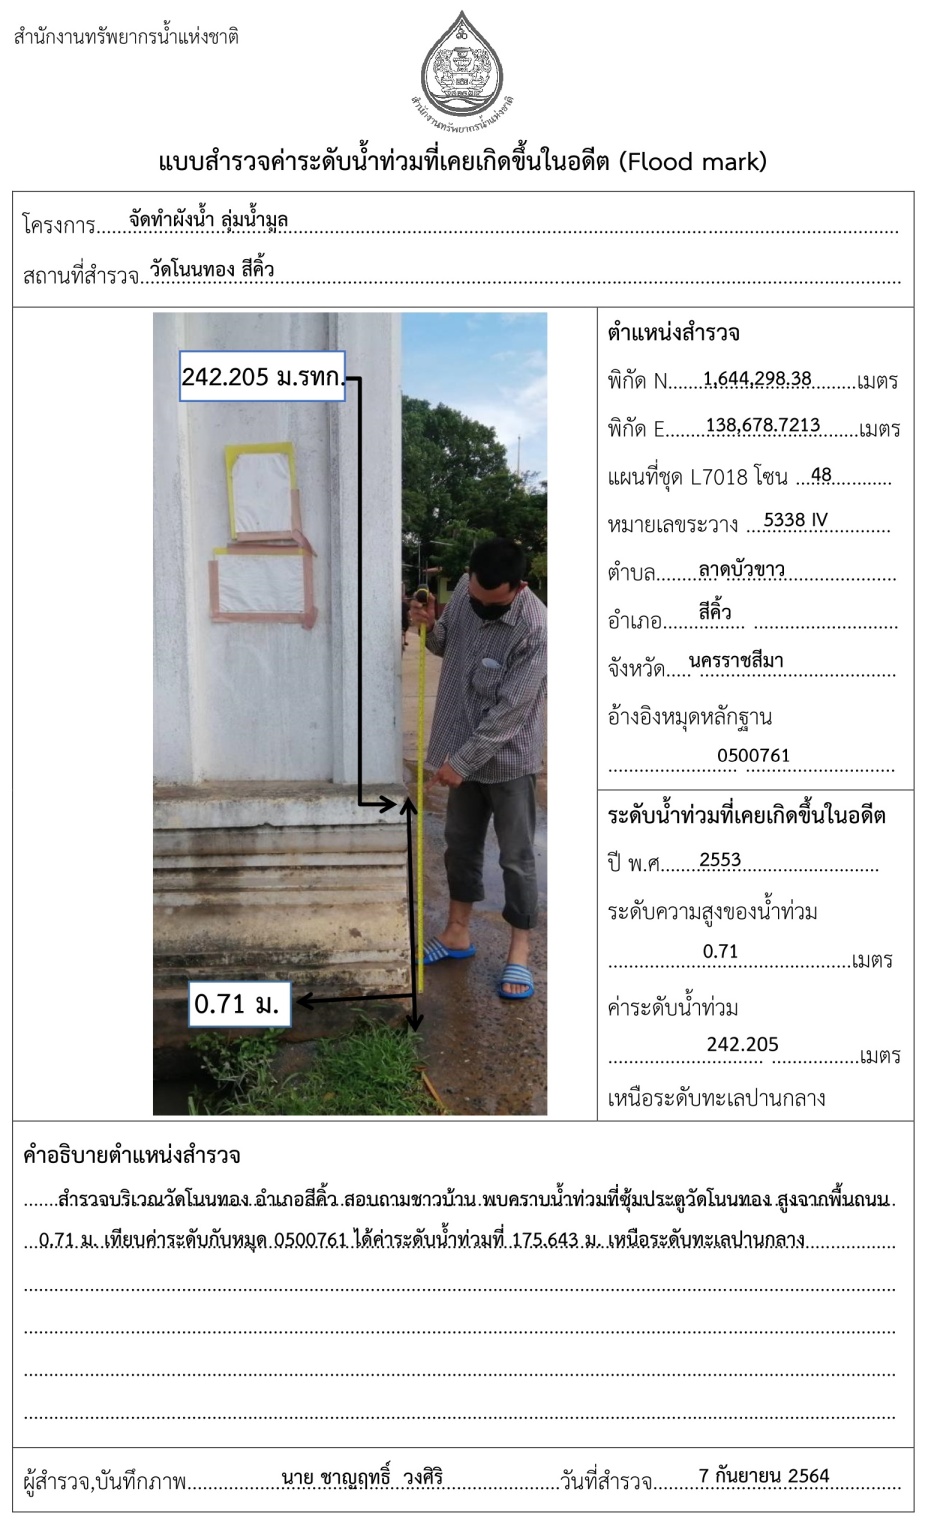 สำนักงานทรัพยากรน้ำแห่งชาติ
สำนักงานทรัพยากรน้ำแห่งชาติ
แบบสำรวจค่าระดับน้ำท่วมที่เคยเกิดขึ้นในอดีต (Flood mark)
โครงการ จัดทำผังน้ำ ลุ่มน้ำมูล
สถานที่สำรวจ วัดโนนทอง สีคิ้ว
242.205 ม.รทก.
0.71 ม.
ตำแหน่งสำรวจ
พิกัด N 1,644,298.38 เมตร
พิกัด E 138,678.7213 เมตร
แผนที่ชุด L7018 โซน 48
หมายเลขระวาง 5338 IV
ตำบล ลาดบัวขาว
อำเภอ สีคิ้ว
จังหวัด นครราชสีมา
อ้างอิงหมุดหลักฐาน
0500761
ระดับน้ำท่วมที่เคยเกิดขึ้นในอดีต
ปี พ.ศ. 2553
ระดับความสูงของน้ำท่วม
0.71 เมตร
ค่าระดับน้ำท่วม
242.205 เมตร
เหนือระดับทะเลปานกลาง
คำอธิบายตำแหน่งสำรวจ
สำรวจบริเวณวัดโนนทอง อำเภอสีคิ้ว สอบถามชาวบ้าน พบคราบน้ำท่วมที่ซุ้มประตูวัดโนนทอง สูงจากพื้นถนน
0.71 ม. เทียบค่าระดับกับหมุด 0500761 ได้ค่าระดับน้ำท่วมที่ 175.643 ม. เหนือระดับทะเลปานกลาง
ผู้สำรวจ,บันทึกภาพ นาย ชาญฤทธิ์ วงศิริ วันที่สำรวจ 7 กันยายน 2564